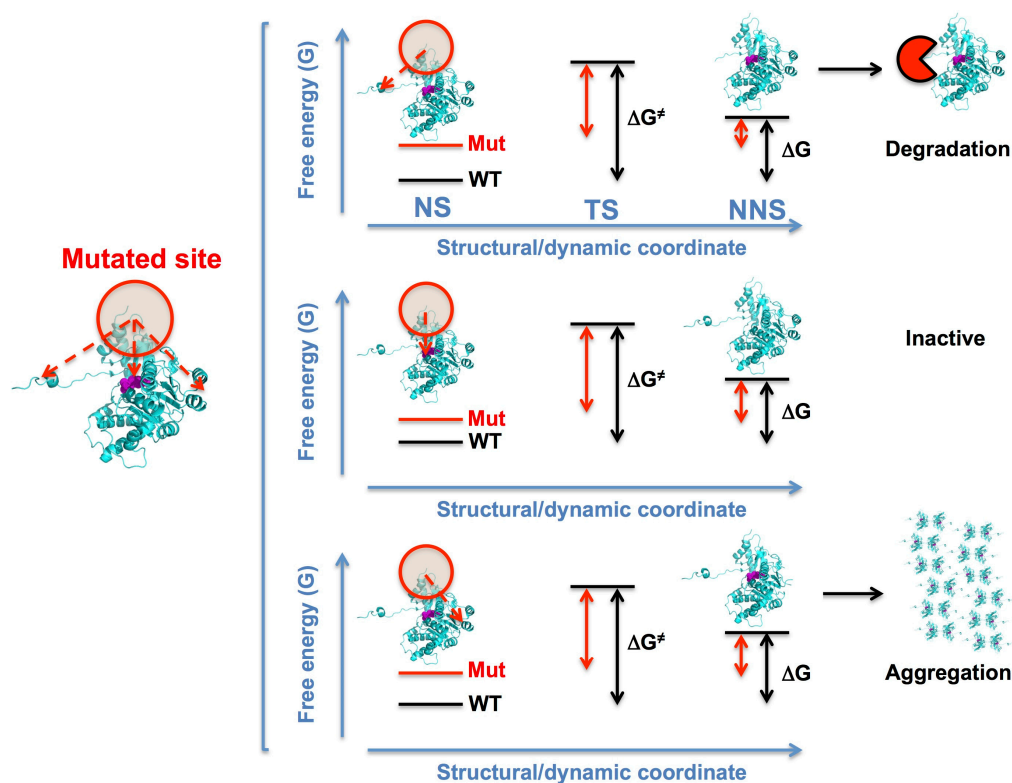 Mutated site
Free energy (G)
Mut
WT
ΔG≠
ΔG
Degradation
NS
TS
NNS
Structural/dynamic coordinate
Free energy (G)
Mut
WT
ΔG≠
ΔG
Inactive
Structural/dynamic coordinate
Free energy (G)
Mut
WT
ΔG≠
ΔG
Aggregation
Structural/dynamic coordinate